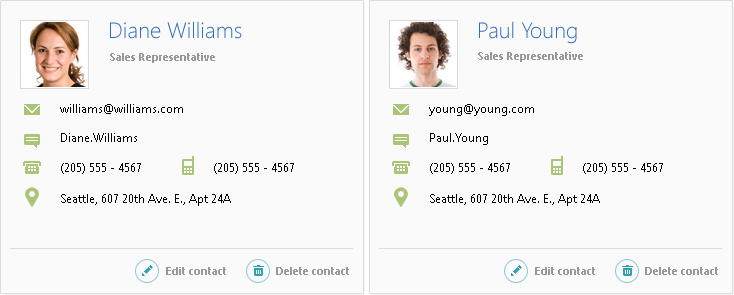 Diane Williams
Sales Representative
williams@williams.com
Diane.Williams
(205) 555 - 4567 (205) 555 - 4567
Seattle, 607 20th Ave. E., Apt 24A
Edit contact Delete contact
Paul Young
Sales Representative
young@young.com
Paul.Young
(205) 555 - 4567 (205) 555 - 4567
Seattle, 607 20th Ave. E., Apt 24A
Edit contact Delete contact